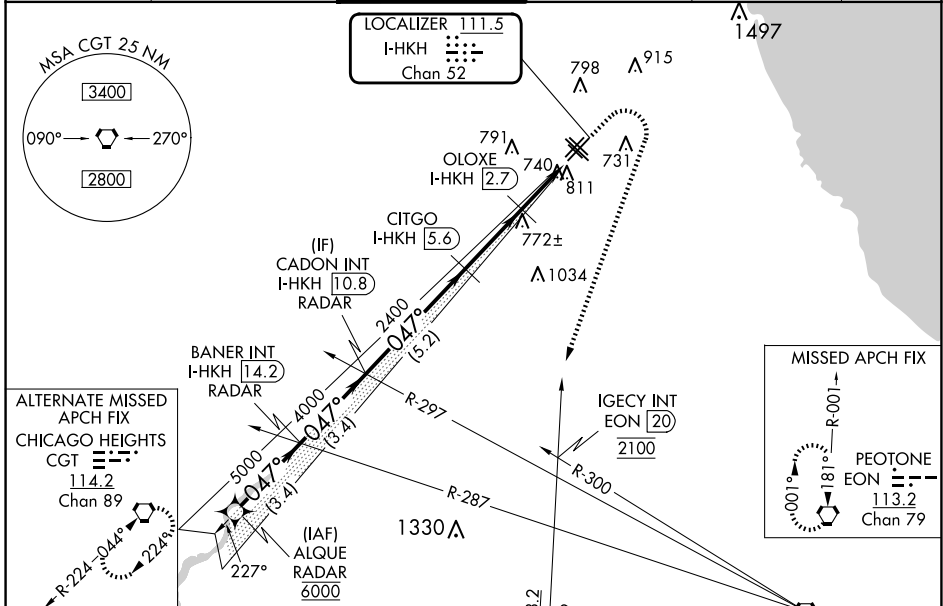 LOCALIZER 111.5
I-HKH
Chan 52
1497
915
798
MSA CGT 25 NM
3400
090°
270°
2800
791
OLOXE
I-HKH 2.7
740
811
731
CITGO
I-HKH 5.6
772±
1034
(IF)
CADON INT
I-HKH 10.8
RADAR
2400
047°
(5.2)
BANER INT
I-HKH 14.2
RADAR
4000
047°
(3.4)
R-297
5000
047°
(3.4)
R-287
IGECY INT
EON 20
2100
R-300
MISSED APCH FIX
R-001
001°
181°
PEOTONE
EON
113.2
Chan 79
ALTERNATE MISSED
APCH FIX
CHICAGO HEIGHTS
CGT
114.2
Chan 89
R-224
044°
224°
227°
(IAF)
ALQUE
RADAR
6000
1330